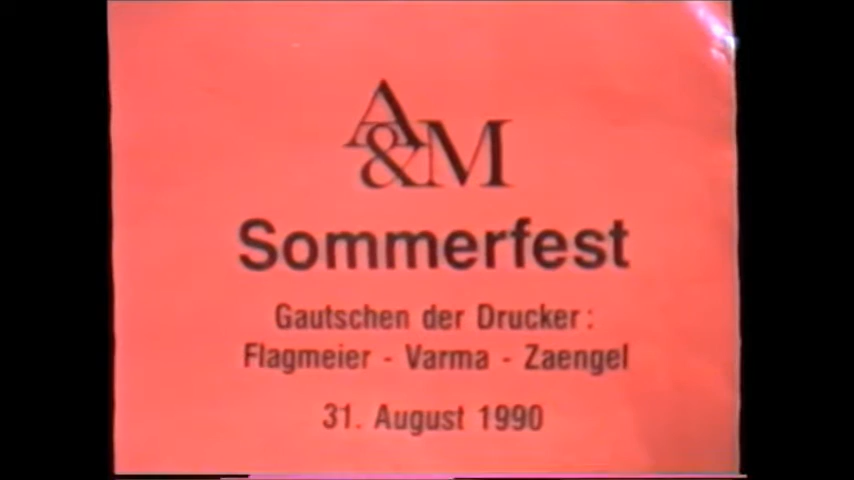 A&M
Sommerfest
Gautschen der Drucker :
Flagmeier - Varma - Zaengel
31. August 1990